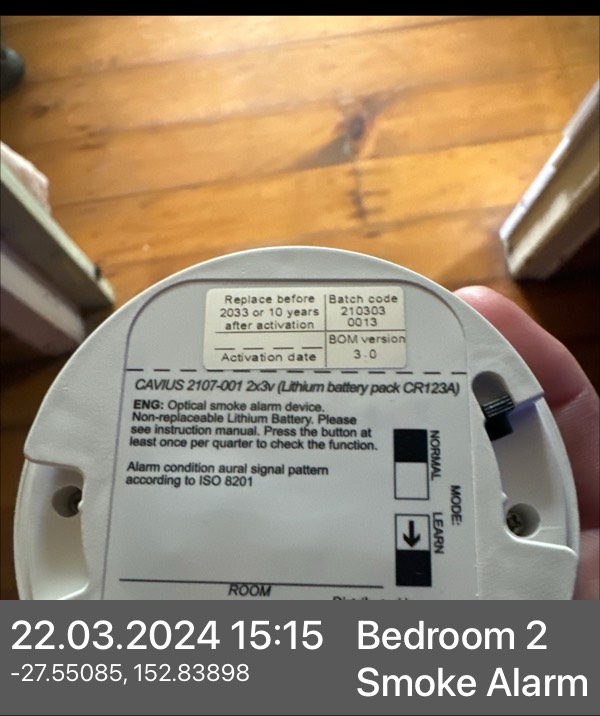 Replace before
2033 or 10 years
after activation
Activation date
Batch code
210303
0013
BOM version
3.0
CAVIUS 2107-001 2x3v (Lithium battery pack CR123A)
ENG: Optical smoke alarm device.
Non-replaceable Lithium Battery. Please
see instruction manual. Press the button at
least once per quarter to check the function.
Alarm condition aural signal pattern
according to ISO 8201
NORMAL
MODE:
LEARN
ROOM
22.03.2024 15:15
-27.55085, 152.83898
Bedroom 2
Smoke Alarm